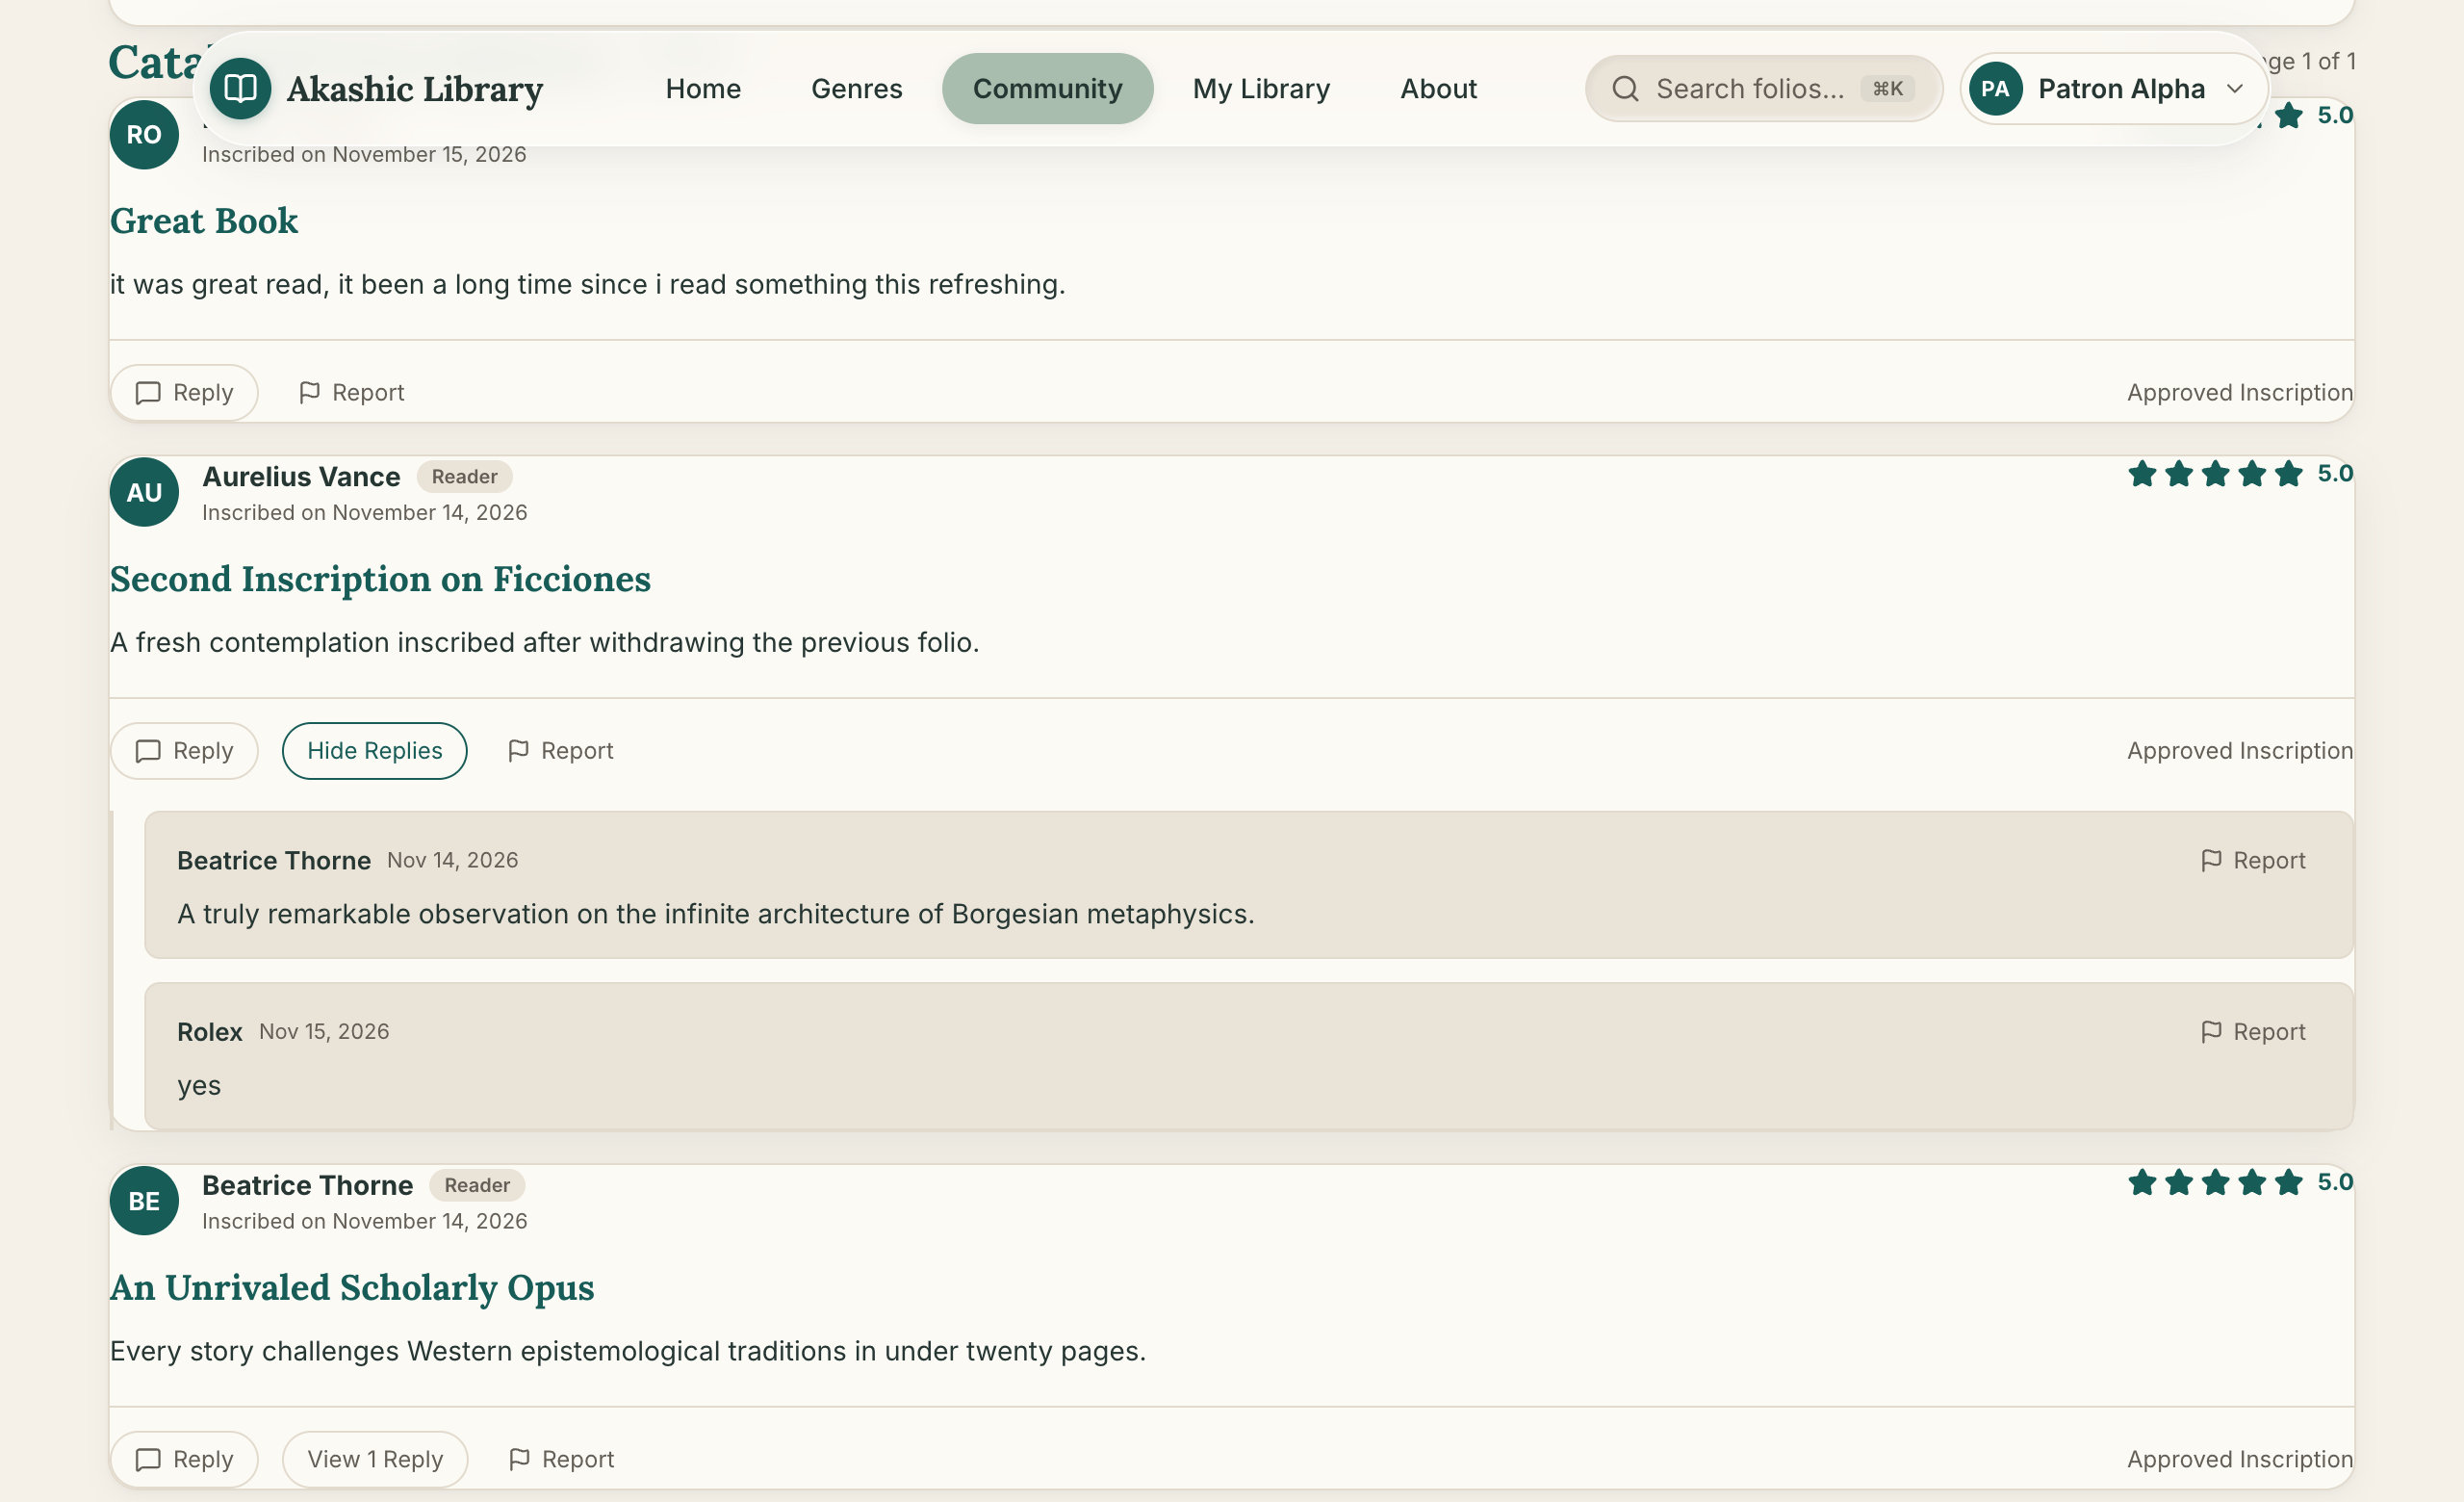 Akashic Library
Home
Genres
Community
My Library
About
Search folios...
⌘K
PA
Patron Alpha
1 of 1
RO
5.0
Inscribed on November 15, 2026
Great Book
it was great read, it been a long time since i read something this refreshing.
Reply
Report
Approved Inscription
AU
Aurelius Vance
Reader
5.0
Inscribed on November 14, 2026
Second Inscription on Ficciones
A fresh contemplation inscribed after withdrawing the previous folio.
Reply
Hide Replies
Report
Approved Inscription
Beatrice Thorne
Nov 14, 2026
Report
A truly remarkable observation on the infinite architecture of Borgesian metaphysics.
Rolex
Nov 15, 2026
Report
yes
BE
Beatrice Thorne
Reader
5.0
Inscribed on November 14, 2026
An Unrivaled Scholarly Opus
Every story challenges Western epistemological traditions in under twenty pages.
Reply
View 1 Reply
Report
Approved Inscription